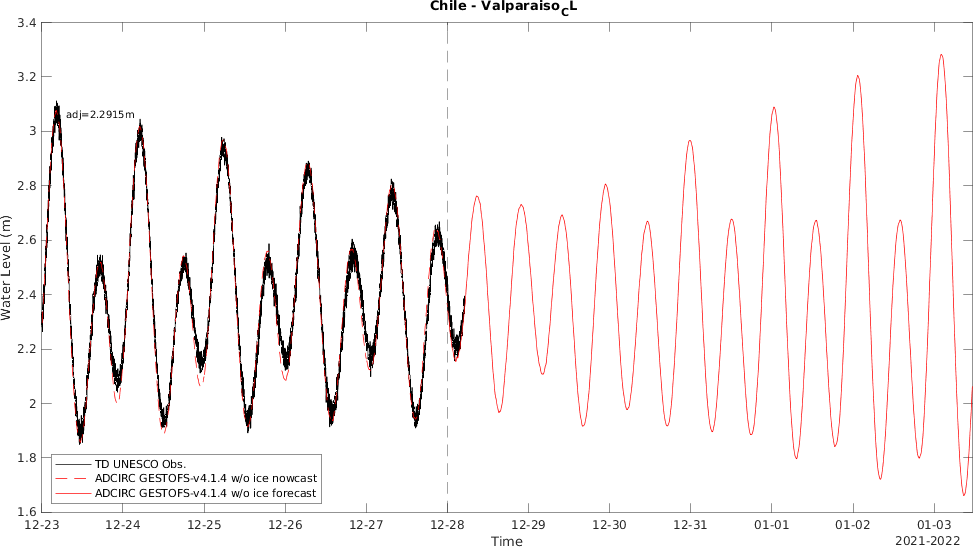 Chile - Valparaiso_CL
3.4
3.2
3
2.8
2.6
2.4
2.2
2
1.8
1.6
Water Level (m)
adj=2.2915m
TD UNESCO Obs.
ADCIRC GESTOFS-v4.1.4 w/o ice nowcast
ADCIRC GESTOFS-v4.1.4 w/o ice forecast
12-23 12-24 12-25 12-26 12-27 12-28 12-29 12-30 12-31 01-01 01-02 01-03
Time
2021-2022